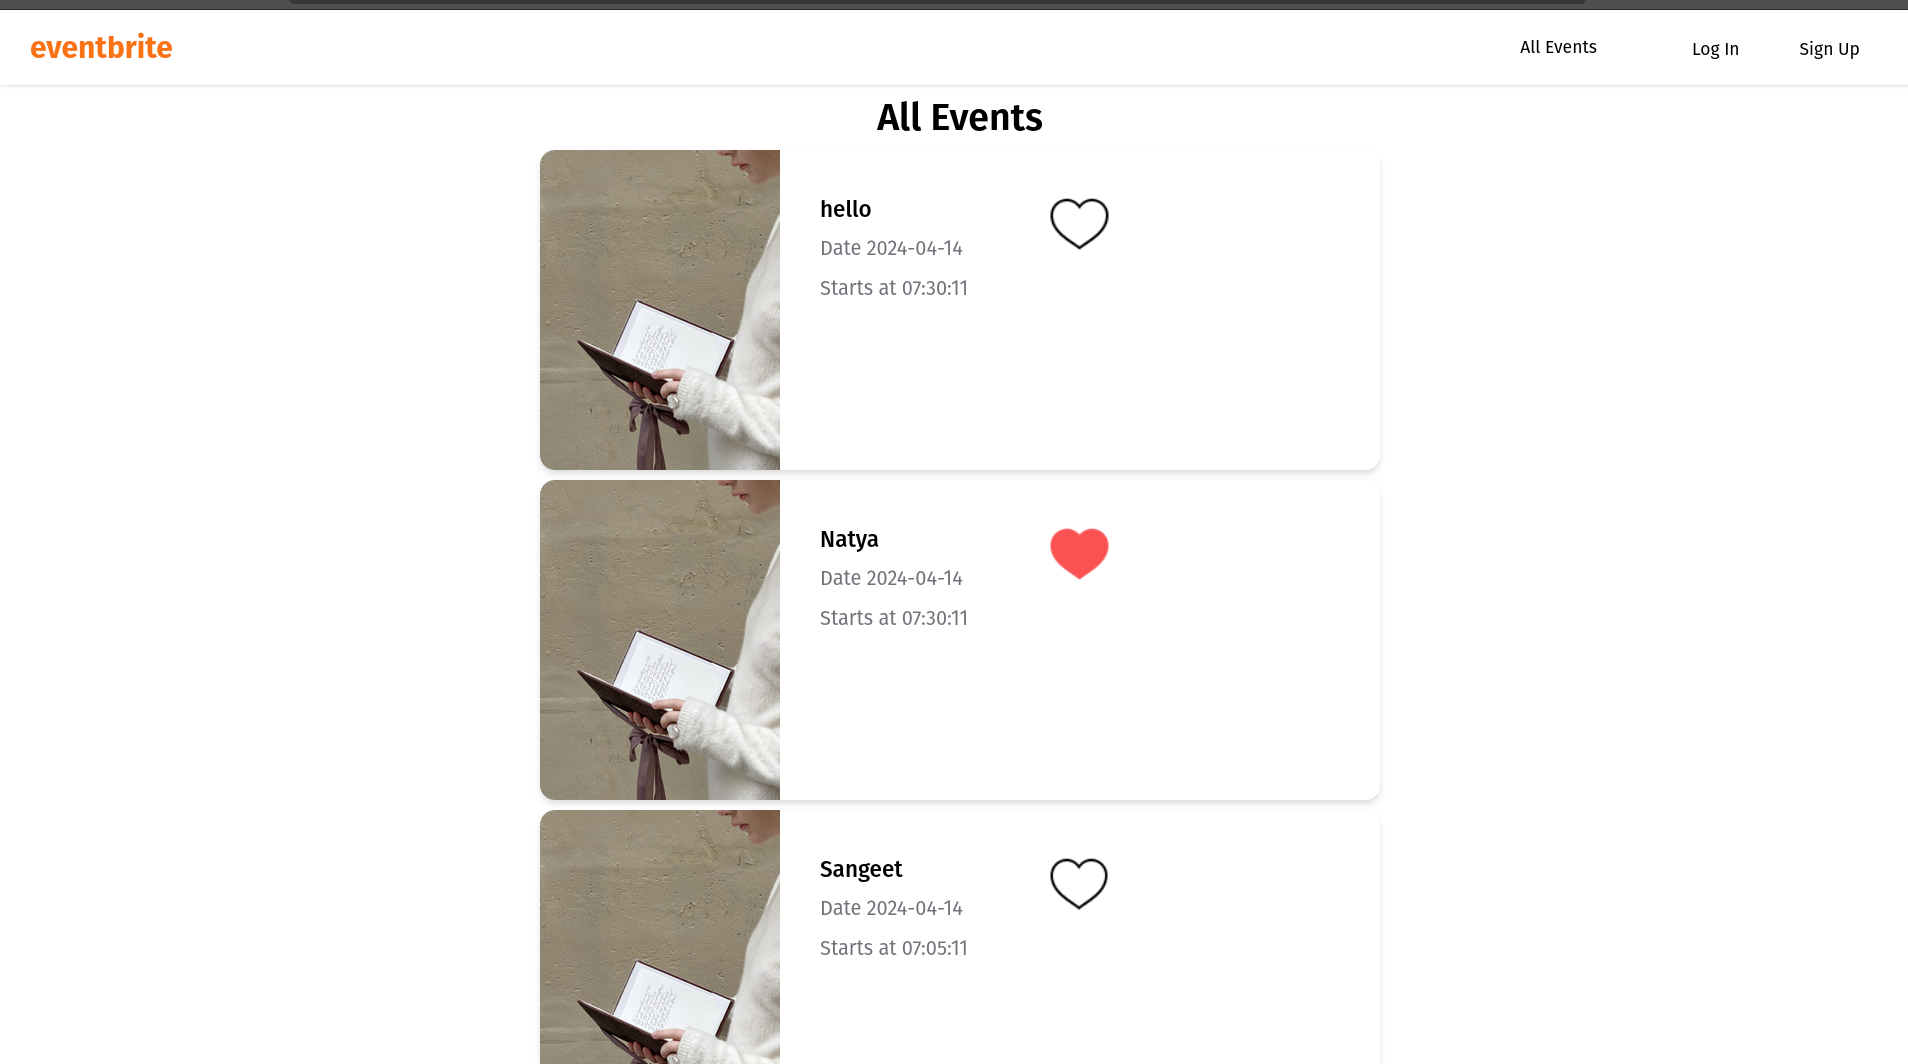 eventbrite
All Events
Log In
Sign Up
All Events
hello
Date 2024-04-14
Starts at 07:30:11
Natya
Date 2024-04-14
Starts at 07:30:11
Sangeet
Date 2024-04-14
Starts at 07:05:11